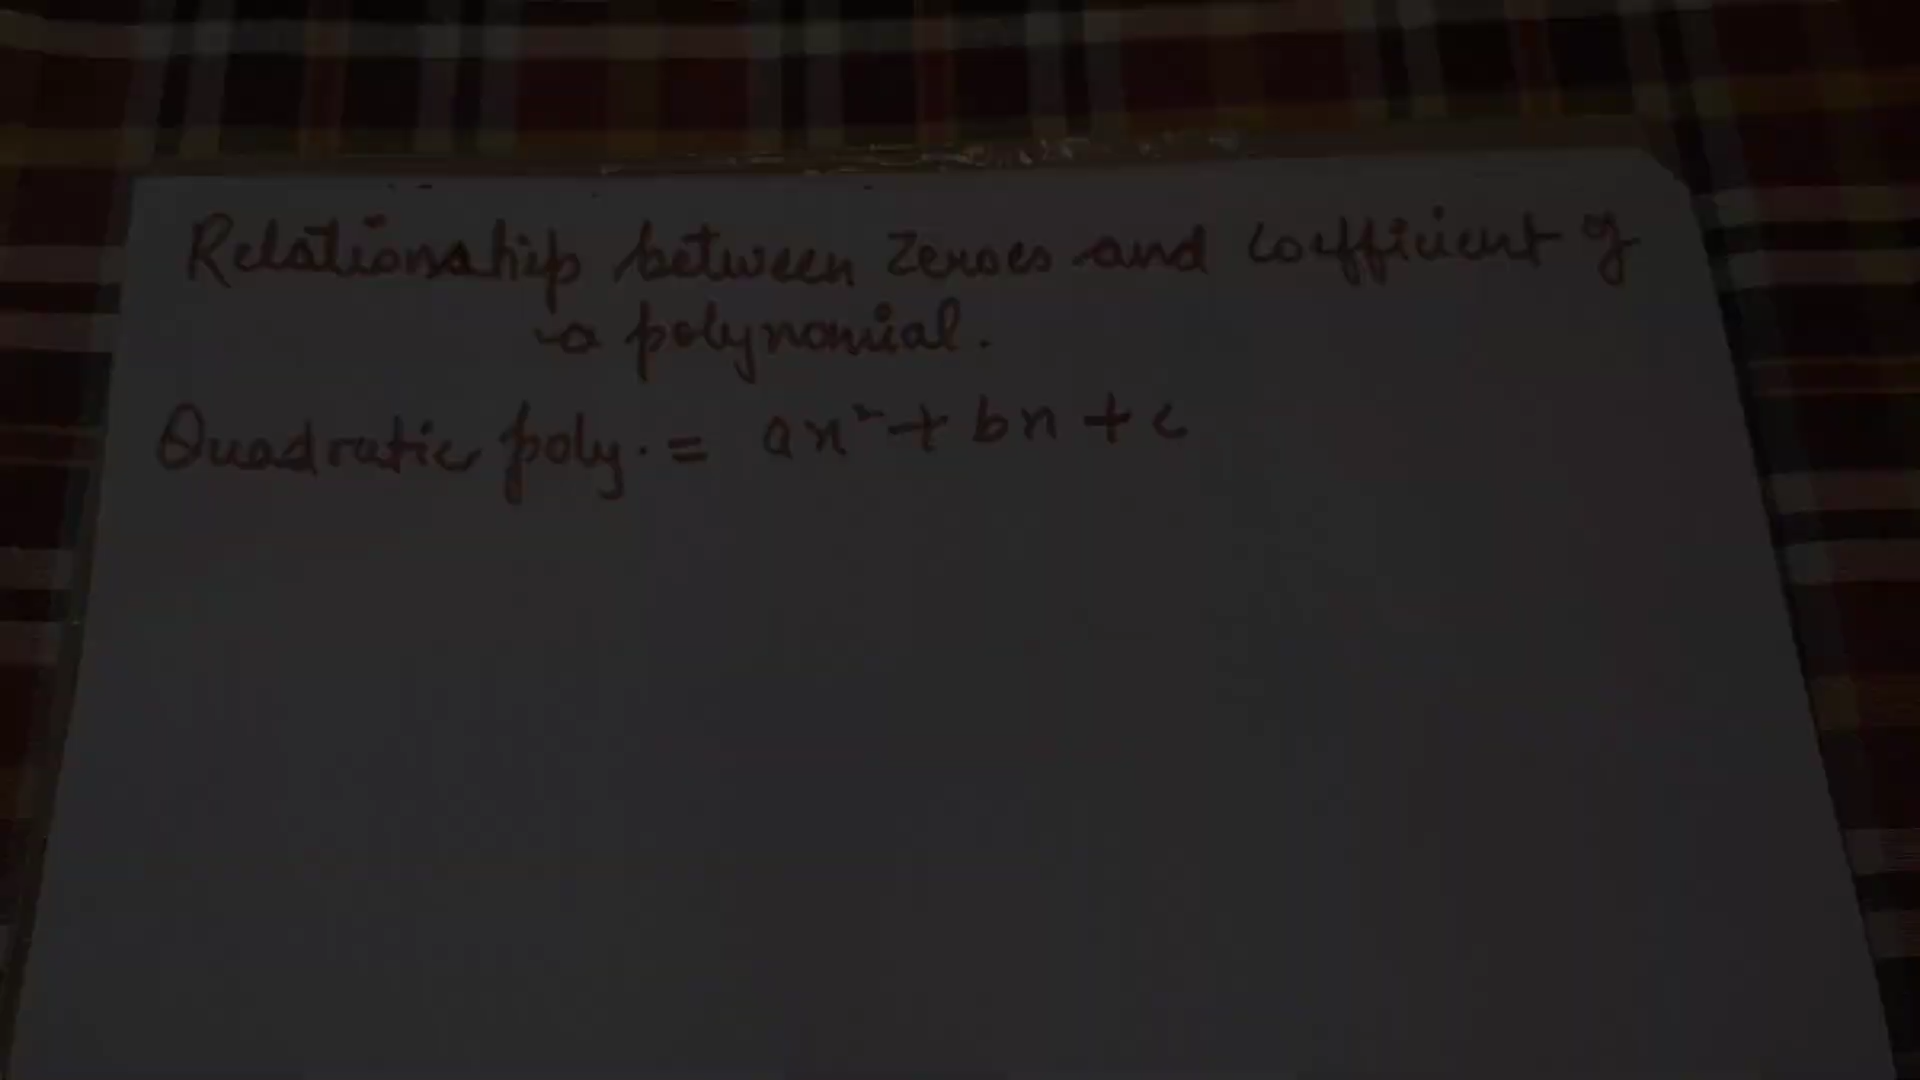 Relationship between zeroes and coefficient of
a polynomial.
Quadratic poly. = ax² + bx + c